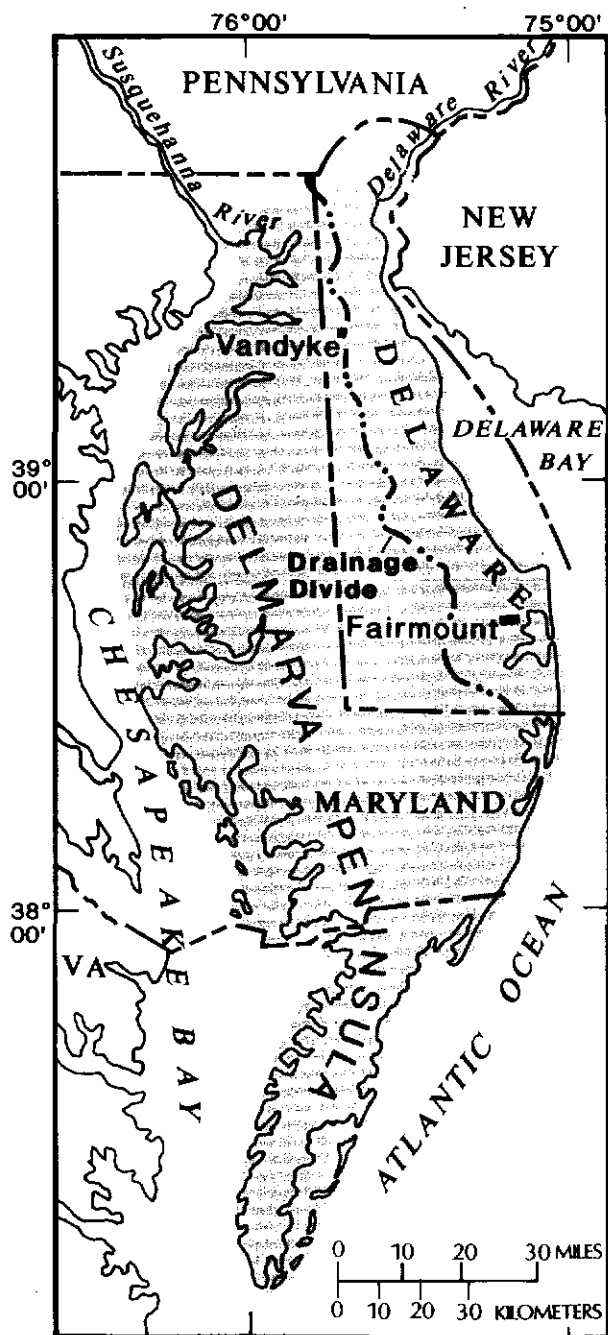 76°00' 75°00'
PENNSYLVANIA
Susquehanna
River
Delaware River
NEW
JERSEY
Vandyke
DELAWARE
DELAWARE
BAY
39°
00'
DELMARVA PENINSULA
Drainage
Divide
Fairmount
CHESAPEAKE BAY
MARYLAND
38°
00'
VA
ATLANTIC OCEAN
0 10 20 30 MILES
0 10 20 30 KILOMETERS